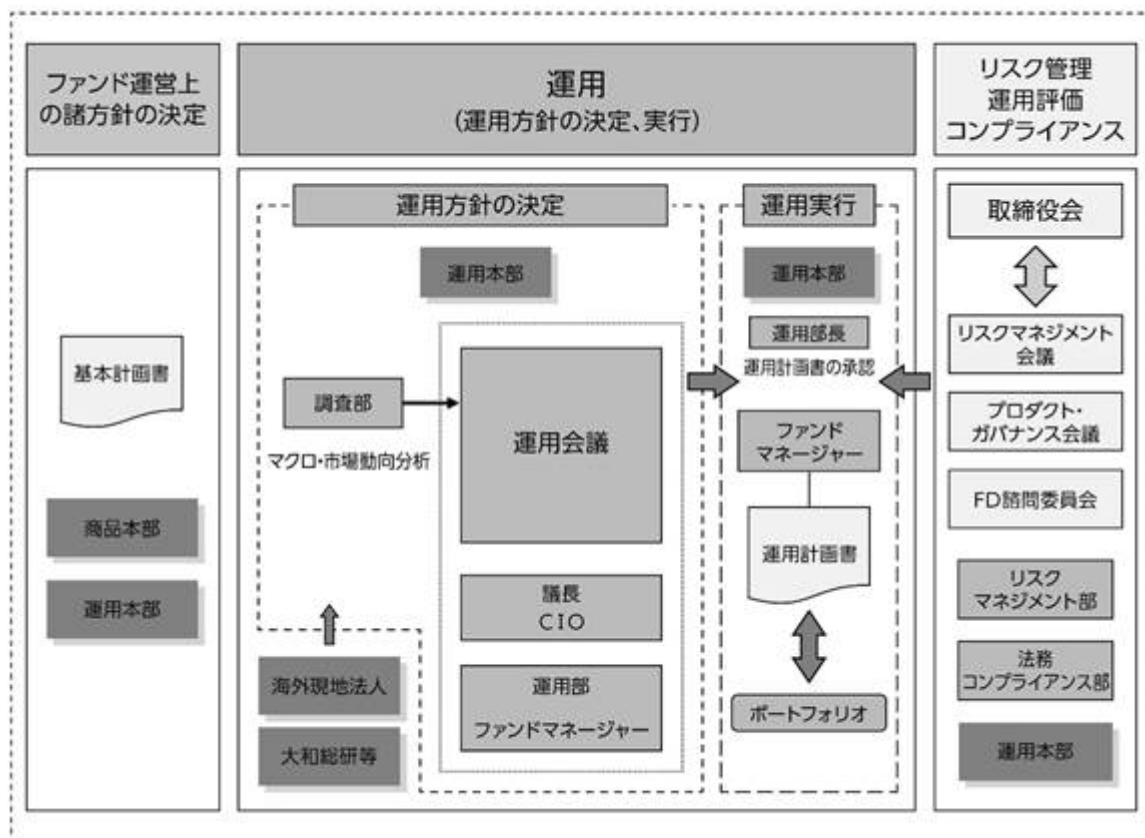 ファンド運営上
の諸方針の決定
運用
(運用方針の決定、実行)
リスク管理
運用評価
コンプライアンス
基本計画書
商品本部
運用本部
運用方針の決定
運用本部
調査部
マクロ・市場動向分析
運用会議
議長
CIO
運用部
ファンドマネージャー
海外現地法人
大和総研等
運用実行
運用本部
運用部長
運用計画書の承認
ファンド
マネージャー
運用計画書
ポートフォリオ
取締役会
リスクマネジメント
会議
プロダクト・
ガバナンス会議
FD諮問委員会
リスク
マネジメント部
法務
コンプライアンス部
運用本部